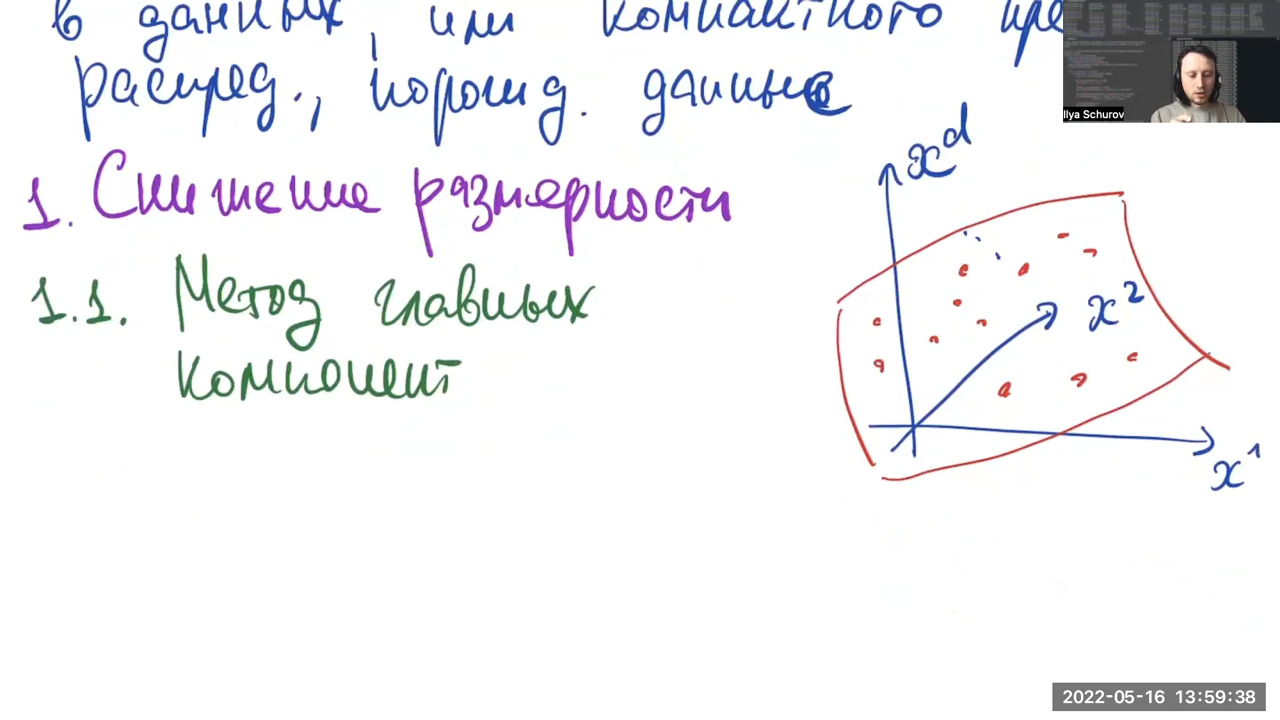 в данных, или компактного пре
распред., порожд. данные
1. Снижение размерности
1.1. Метод главных
компонент
x^d
x^2
x^1
Ilya Schurov
2022-05-16 13:59:38